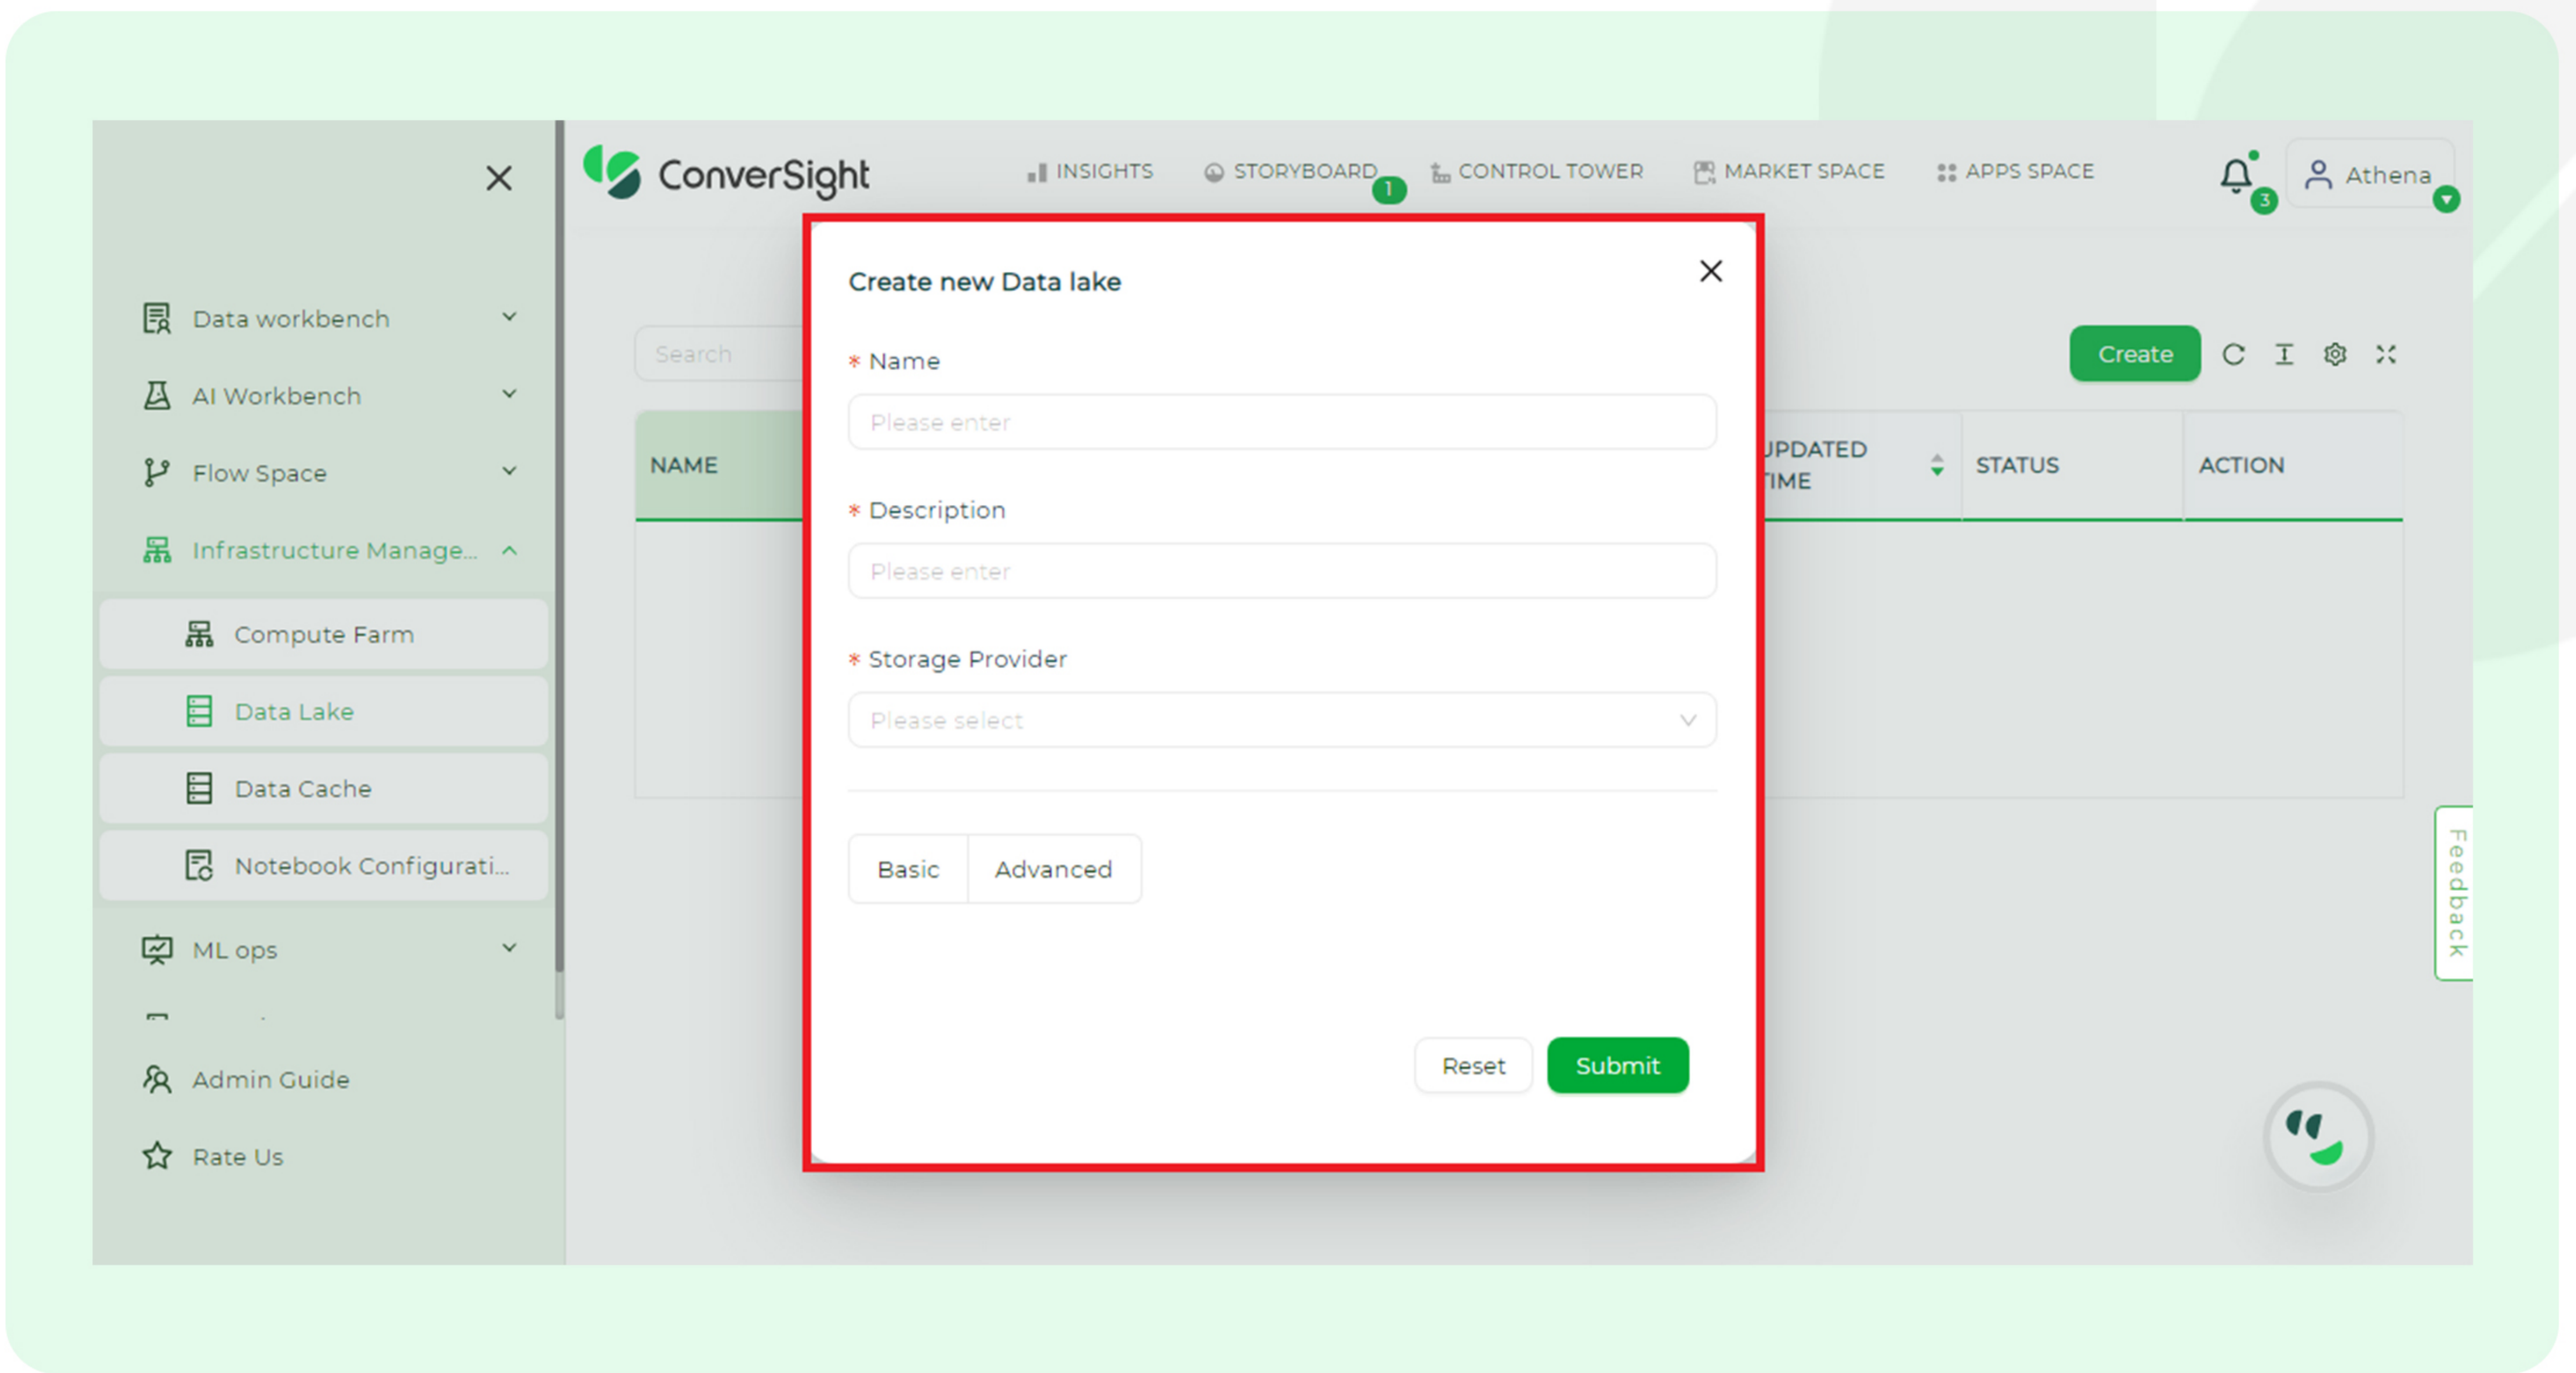 ConverSight
INSIGHTS
STORYBOARD
1
CONTROL TOWER
MARKET SPACE
APPS SPACE
3
Athena
Data workbench
AI Workbench
Flow Space
Infrastructure Manage...
Compute Farm
Data Lake
Data Cache
Notebook Configurati...
ML ops
Admin Guide
Rate Us
Search
Create
NAME
UPDATED
TIME
STATUS
ACTION
Create new Data lake
* Name
Please enter
* Description
Please enter
* Storage Provider
Please select
Basic
Advanced
Reset
Submit
Feedback